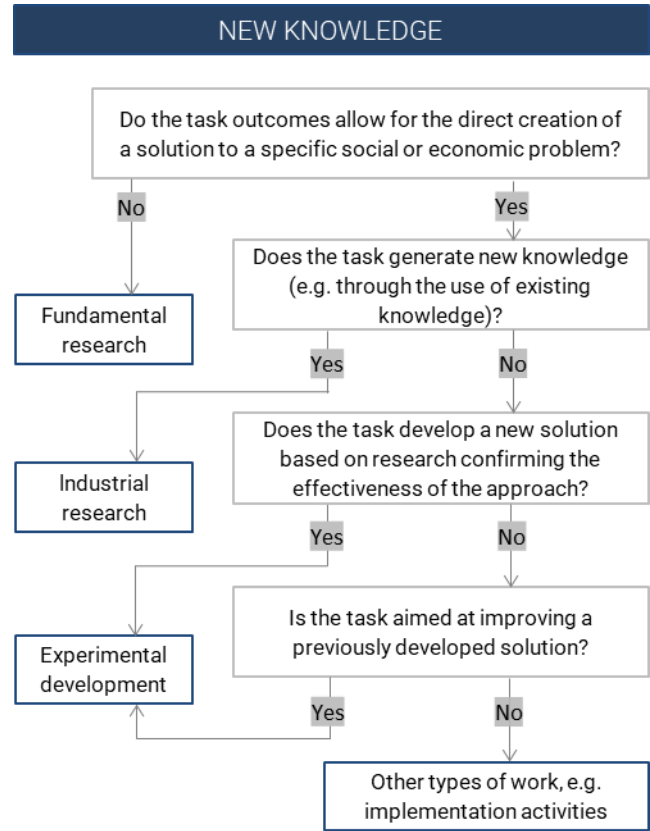 NEW KNOWLEDGE
Do the task outcomes allow for the direct creation of
a solution to a specific social or economic problem?
No
Yes
Does the task generate new knowledge
(e.g. through the use of existing
knowledge)?
Fundamental
research
Yes
No
Does the task develop a new solution
based on research confirming the
effectiveness of the approach?
Industrial
research
Yes
No
Is the task aimed at improving a
previously developed solution?
Experimental
development
Yes
No
Other types of work, e.g.
implementation activities